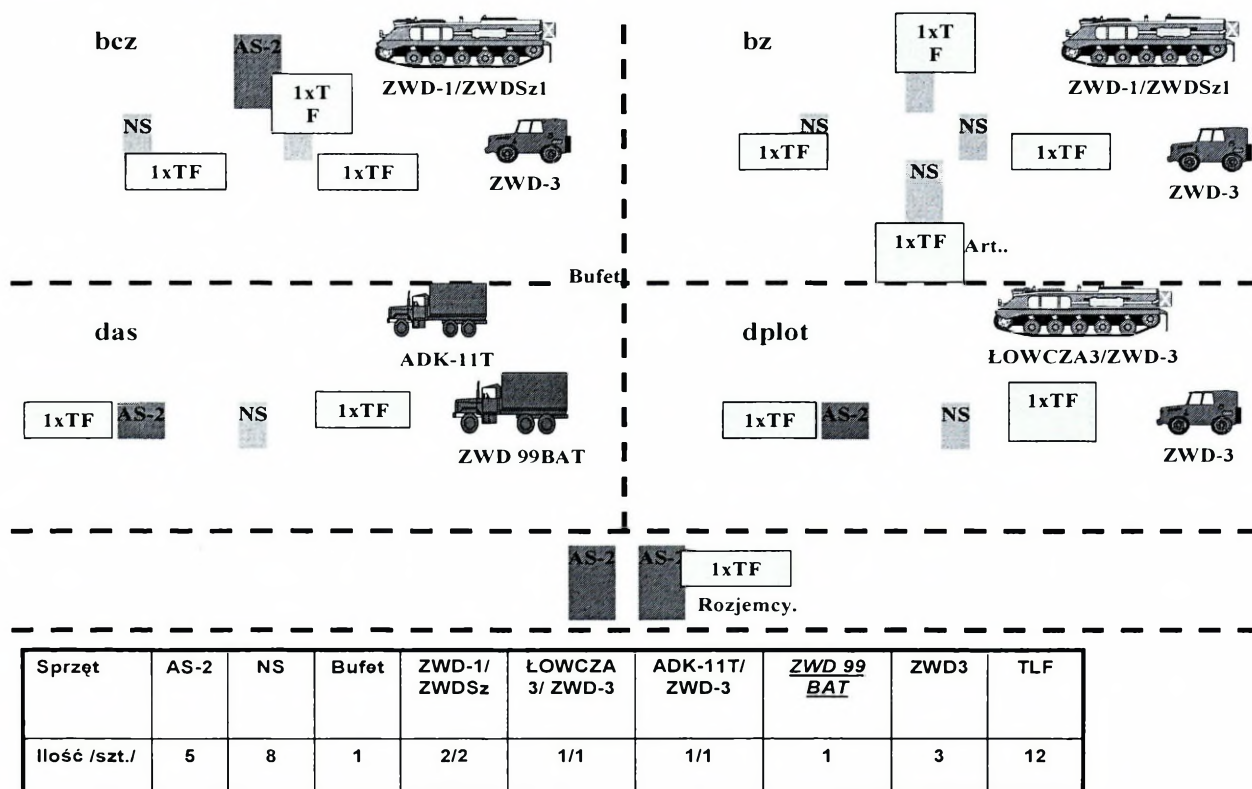 bcz
AS-2
1xT
F
ZWD-1/ZWDSz1
NS
1xTF
1xTF
ZWD-3
bz
1xT
F
ZWD-1/ZWDSz1
NS
1xTF
NS
NS
1xTF
ZWD-3
1xTF
Art..
Bufet
das
ADK-11T
1xTF
AS-2
NS
1xTF
ZWD 99BAT
dplot
ŁOWCZA3/ZWD-3
1xTF
AS-2
NS
1xTF
ZWD-3
AS-2
AS-2
1xTF
Rozjemcy.
Sprzęt AS-2 NS Bufet ZWD-1/ ZWDSz ŁOWCZA 3/ ZWD-3 ADK-11T/ ZWD-3 ZWD 99 BAT ZWD3 TLF
Ilość /szt./ 5 8 1 2/2 1/1 1/1 1 3 12